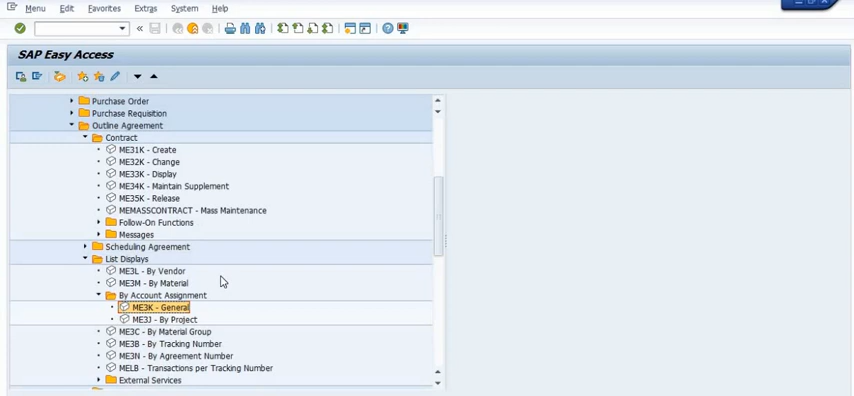 Menu Edit Favorites Extras System Help
SAP Easy Access
Purchase Order
Purchase Requisition
Outline Agreement
Contract
ME31K - Create
ME32K - Change
ME33K - Display
ME34K - Maintain Supplement
ME35K - Release
MEMASSCONTRACT - Mass Maintenance
Follow-On Functions
Messages
Scheduling Agreement
List Displays
ME3L - By Vendor
ME3M - By Material
By Account Assignment
ME3K - General
ME3J - By Project
ME3C - By Material Group
ME3B - By Tracking Number
ME3N - By Agreement Number
MELB - Transactions per Tracking Number
External Services